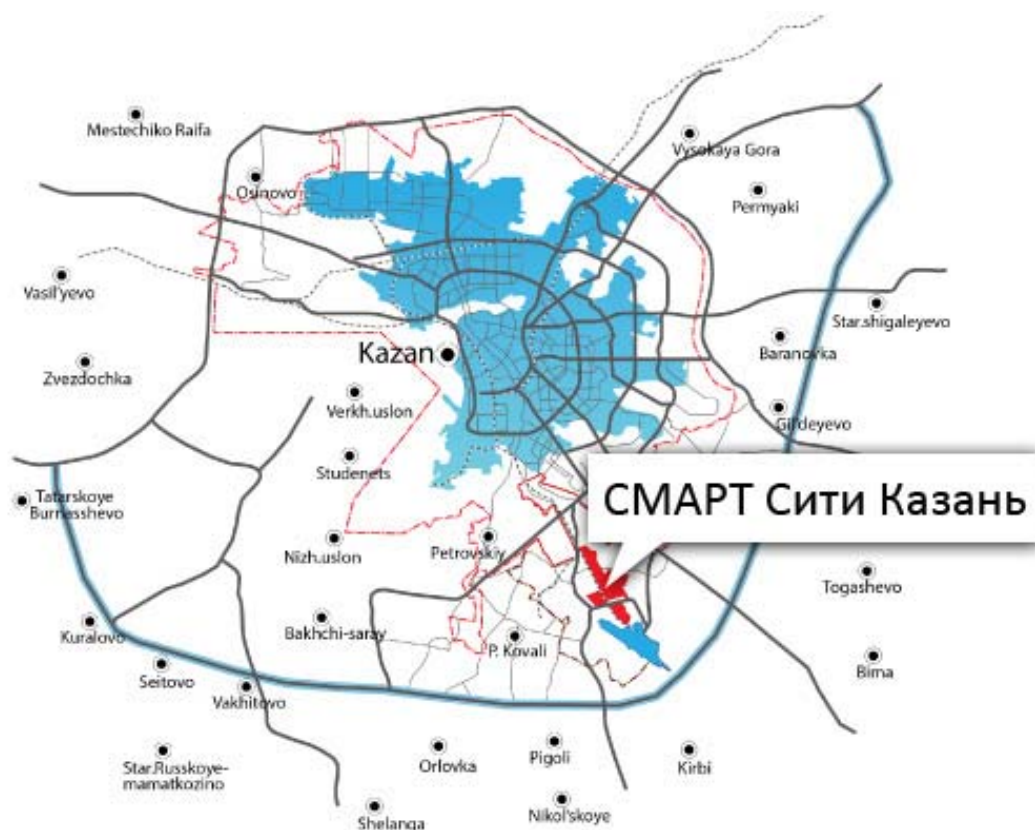 Mestechiko Raifa
Vysokaya Gora
Osinovo
Permyaki
Vasil'yevo
Star.shigaleyevo
Kazan
Baranovka
Zvezdochka
Verkh.uslon
Gil'deyevo
Studenets
СМАРТ Сити Казань
Tatarskoye
Burnasshevo
Nizh.uslon
Petrovskiy
Togashevo
Kuralovo
Bakhchi-saray
P. Kovali
Bima
Seitovo
Vakhitovo
Star.Russkoye-
mamatkozino
Orlovka
Pigoli
Kirbi
Shelanga
Nikol'skoye